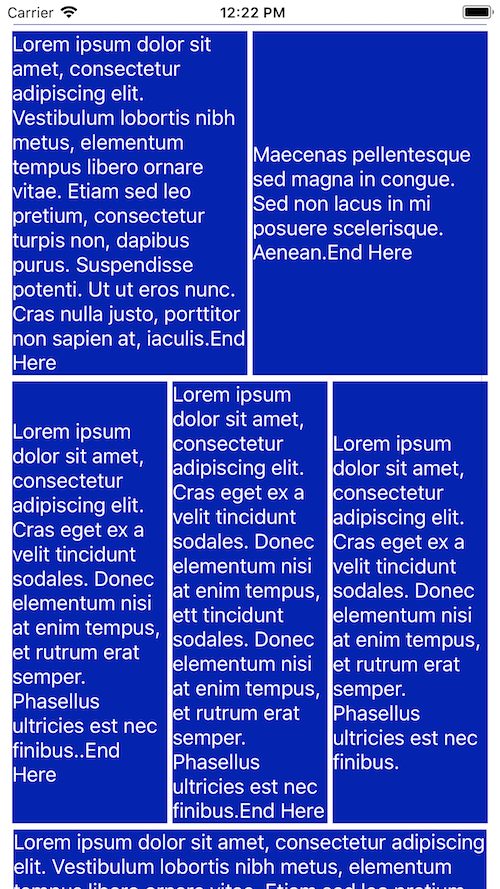 Carrier 12:22 PM
Lorem ipsum dolor sit
amet, consectetur
adipiscing elit.
Vestibulum lobortis nibh
metus, elementum
tempus libero ornare
vitae. Etiam sed leo
pretium, consectetur
turpis non, dapibus
purus. Suspendisse
potenti. Ut ut eros nunc.
Cras nulla justo, porttitor
non sapien at, iaculis.End
Here
Maecenas pellentesque
sed magna in congue.
Sed non lacus in mi
posuere scelerisque.
Aenean.End Here
Lorem ipsum
dolor sit amet,
consectetur
adipiscing elit.
Cras eget ex a
velit tincidunt
sodales. Donec
elementum nisi
at enim tempus,
et rutrum erat
semper.
Phasellus
ultricies est nec
finibus..End
Here
Lorem ipsum
dolor sit amet,
consectetur
adipiscing elit.
Cras eget ex a
velit tincidunt
sodales. Donec
elementum nisi
at enim tempus,
ett tincidunt
sodales. Donec
elementum nisi
at enim tempus,
et rutrum erat
semper.
Phasellus
ultricies est nec
finibus.End Here
Lorem ipsum
dolor sit amet,
consectetur
adipiscing elit.
Cras eget ex a
velit tincidunt
sodales. Donec
elementum nisi
at enim tempus,
et rutrum erat
semper.
Phasellus
ultricies est nec
finibus.
Lorem ipsum dolor sit amet, consectetur adipiscing
elit. Vestibulum lobortis nibh metus, elementum
tempus libero ornare vitae. Etiam sed leo pretium,